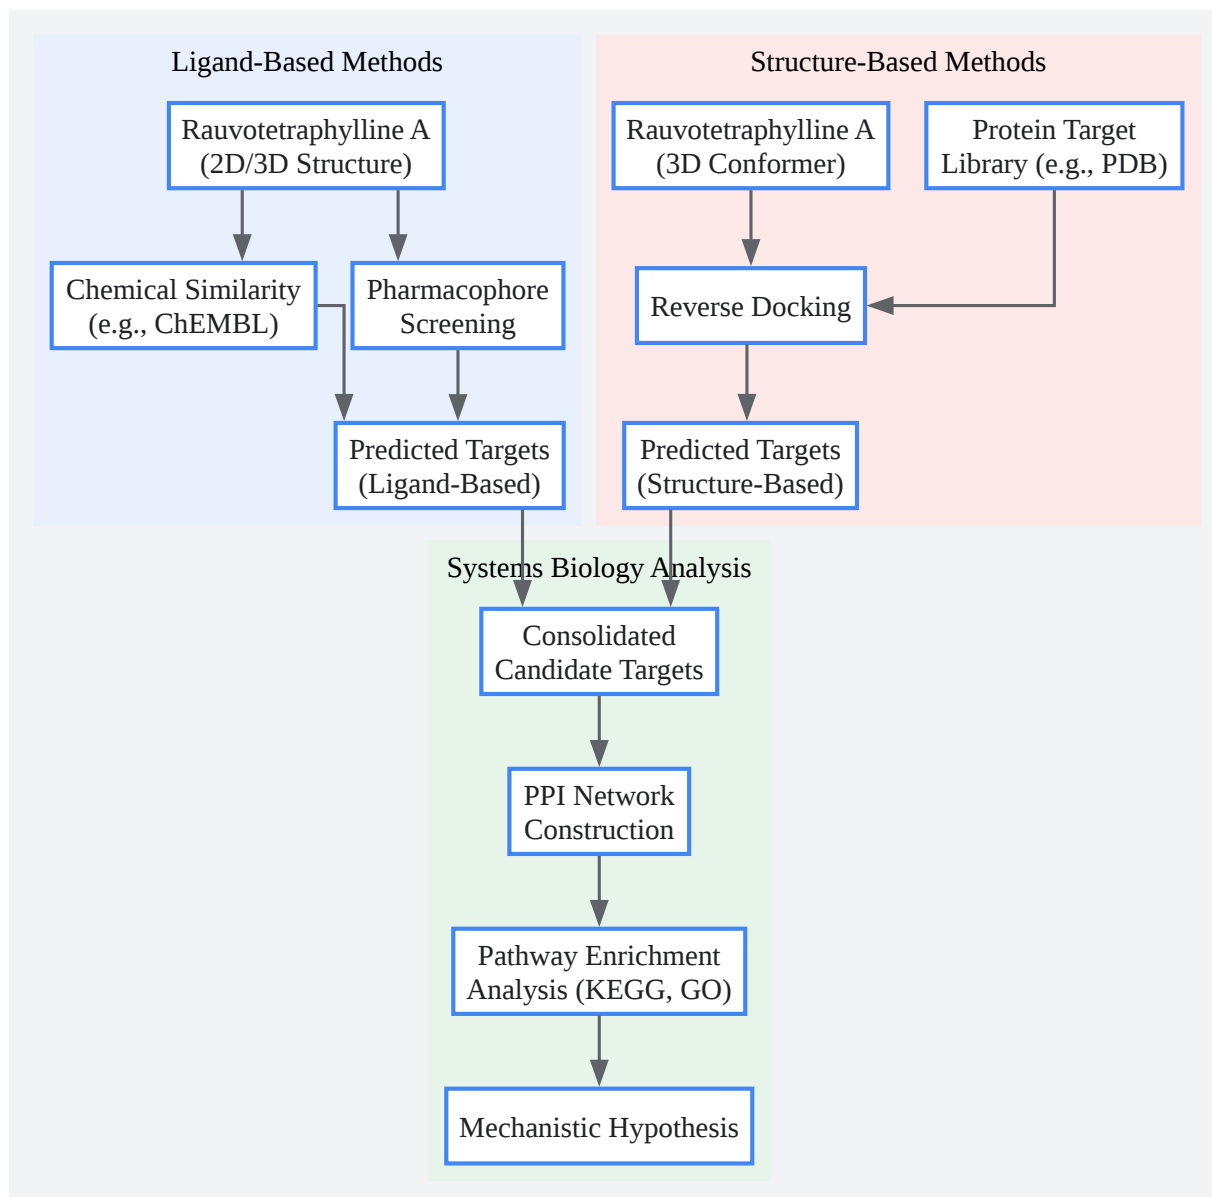 Ligand-Based Methods
Rauvotetraphylline A
(2D/3D Structure)
Chemical Similarity
(e.g., ChEMBL)
Pharmacophore
Screening
Predicted Targets
(Ligand-Based)
Structure-Based Methods
Rauvotetraphylline A
(3D Conformer)
Protein Target
Library (e.g., PDB)
Reverse Docking
Predicted Targets
(Structure-Based)
Systems Biology Analysis
Consolidated
Candidate Targets
PPI Network
Construction
Pathway Enrichment
Analysis (KEGG, GO)
Mechanistic Hypothesis